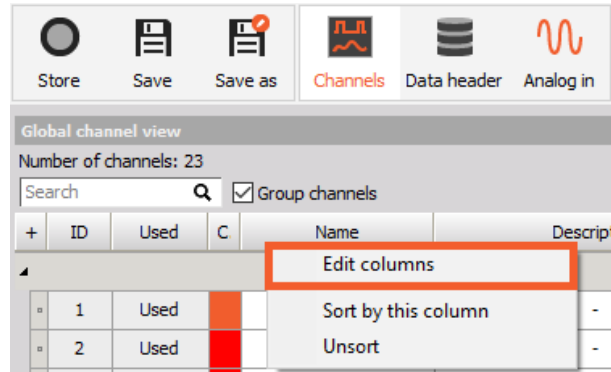 Store Save Save as Channels Data header Analog in
Global channel view
Number of channels: 23
Search Group channels
+ ID Used C Name
Edit columns
1 Used Sort by this column -
2 Used Unsort -